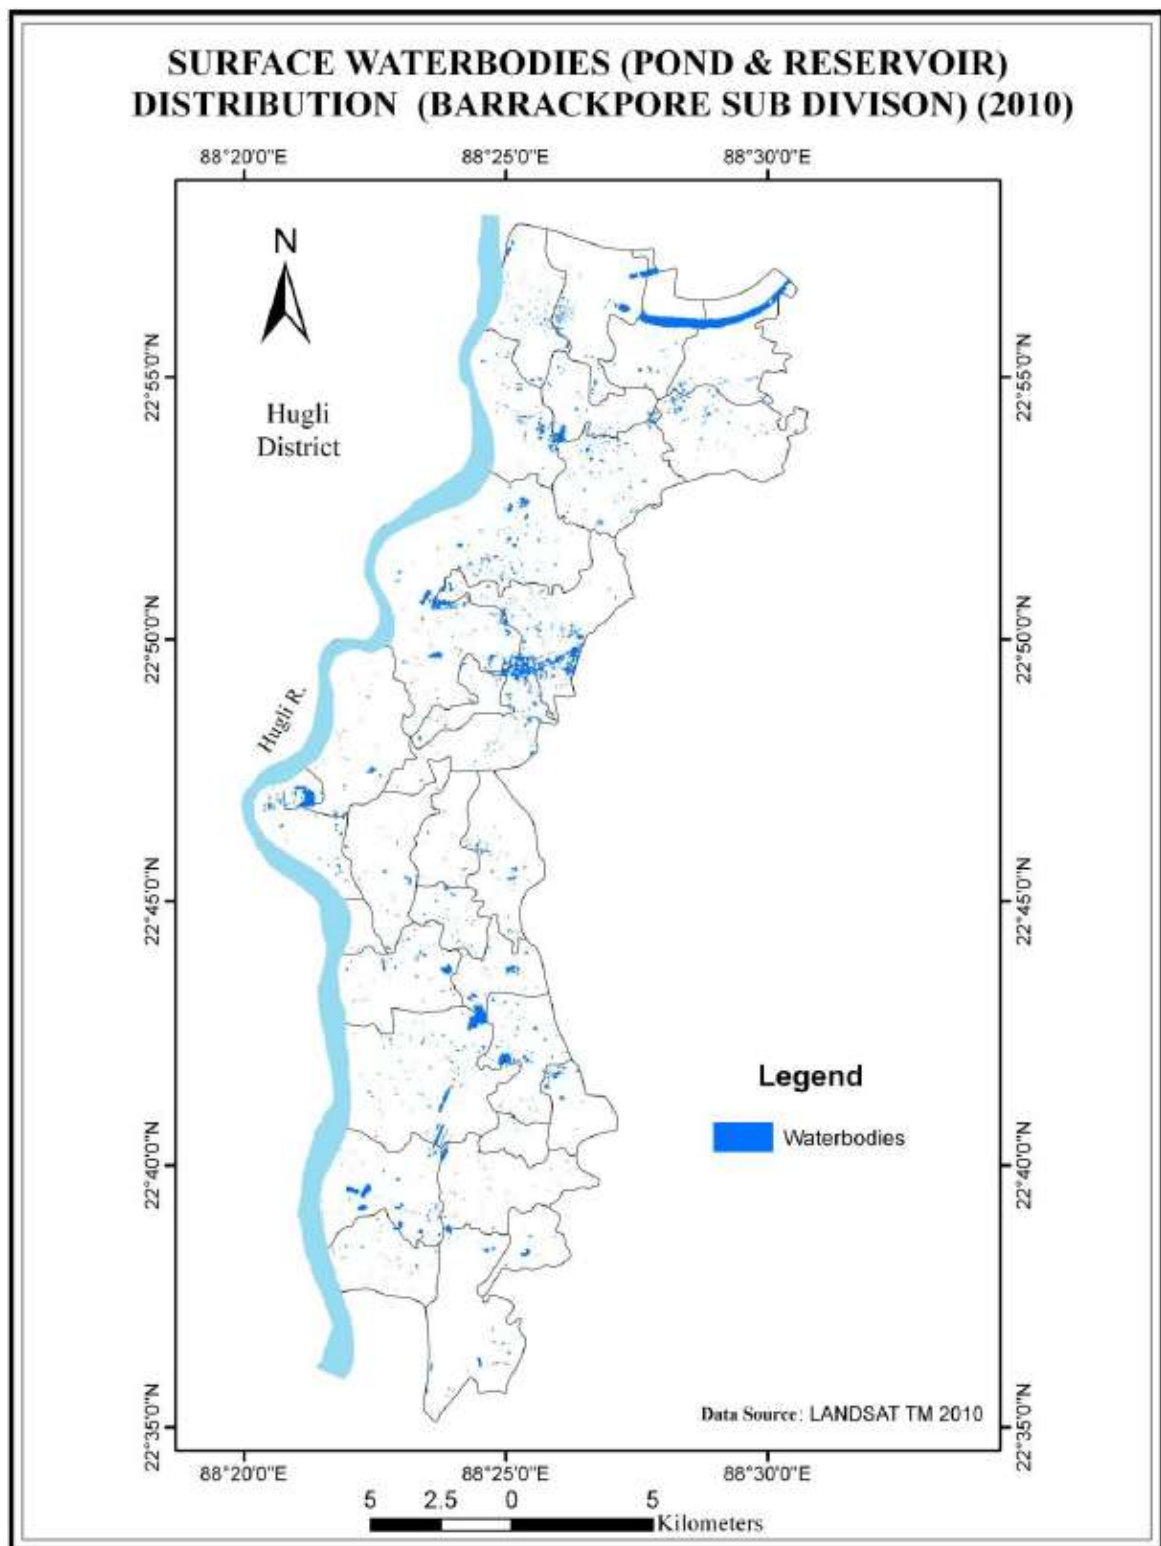 SURFACE WATERBODIES (POND & RESERVOIR)
DISTRIBUTION (BARRACKPORE SUB DIVISON) (2010)
88°20'0"E 88°25'0"E 88°30'0"E
N
Hugli
District
22°55'0"N 22°55'0"N
22°50'0"N 22°50'0"N
Hugli R.
22°45'0"N 22°45'0"N
Legend
Waterbodies
22°40'0"N 22°40'0"N
Data Source: LANDSAT TM 2010
22°35'0"N 22°35'0"N
88°20'0"E 88°25'0"E 88°30'0"E
5 2.5 0 5
Kilometers